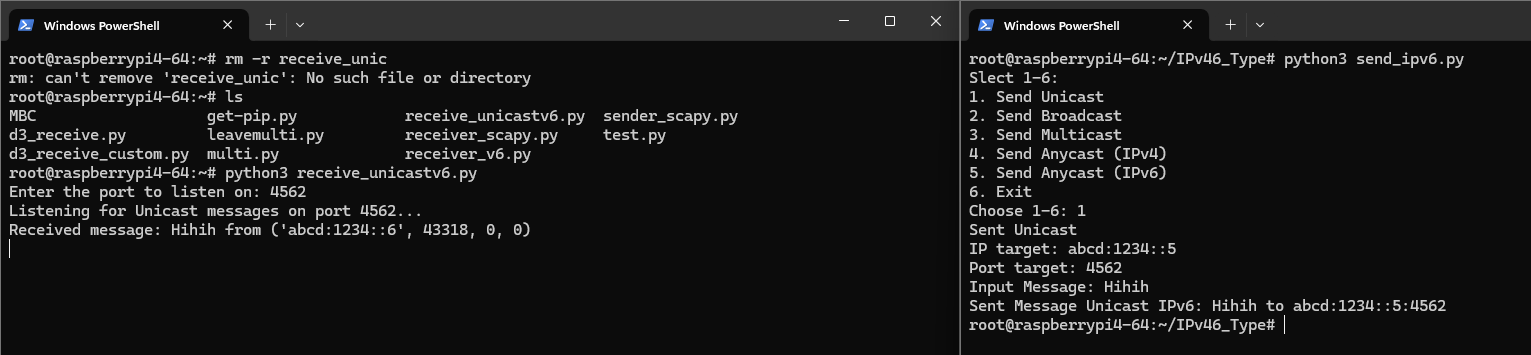 Windows PowerShell
root@raspberrypi4-64:~# rm -r receive_unic
rm: can't remove 'receive_unic': No such file or directory
root@raspberrypi4-64:~# ls
MBC get-pip.py receive_unicastv6.py sender_scapy.py
d3_receive.py leavemulti.py receiver_scapy.py test.py
d3_receive_custom.py multi.py receiver_v6.py
root@raspberrypi4-64:~# python3 receive_unicastv6.py
Enter the port to listen on: 4562
Listening for Unicast messages on port 4562...
Received message: Hihih from ('abcd:1234::6', 43318, 0, 0)
Windows PowerShell
root@raspberrypi4-64:~/IPv46_Type# python3 send_ipv6.py
Slect 1-6:
1. Send Unicast
2. Send Broadcast
3. Send Multicast
4. Send Anycast (IPv4)
5. Send Anycast (IPv6)
6. Exit
Choose 1-6: 1
Sent Unicast
IP target: abcd:1234::5
Port target: 4562
Input Message: Hihih
Sent Message Unicast IPv6: Hihih to abcd:1234::5:4562
root@raspberrypi4-64:~/IPv46_Type#